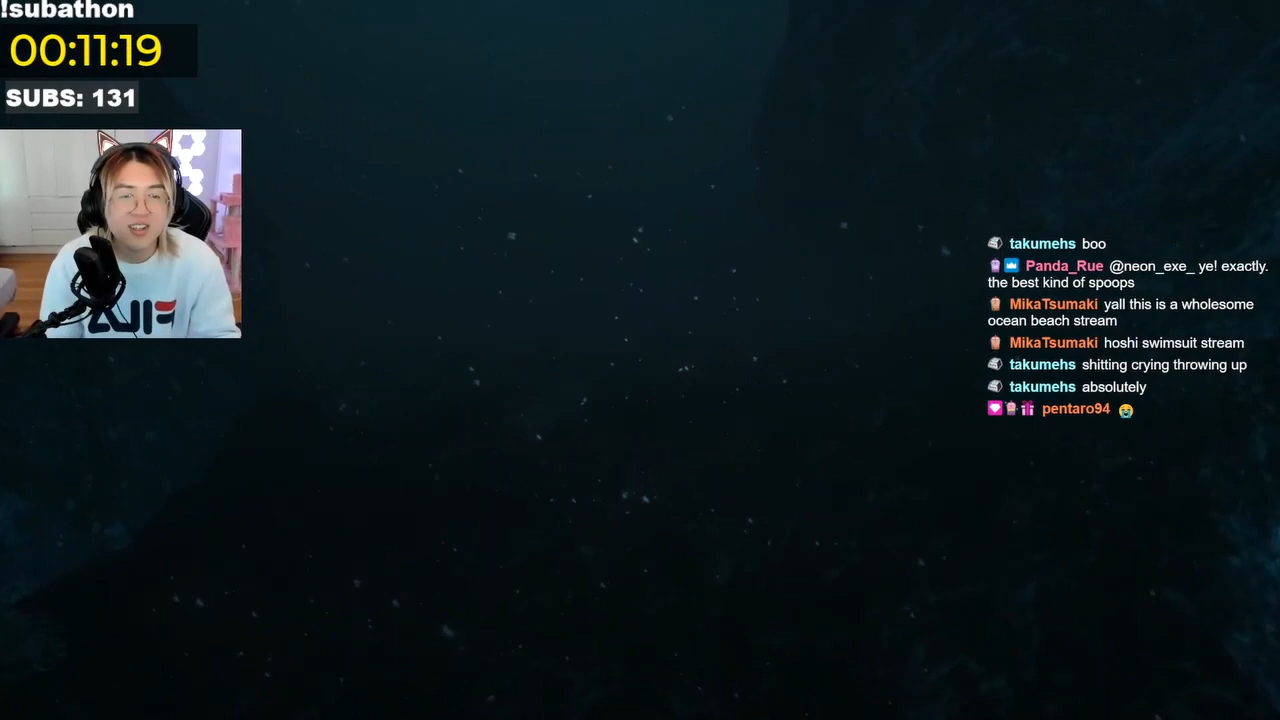 !subathon
00:11:19
SUBS: 131
takumehs boo
Panda_Rue @neon_exe_ ye! exactly.
the best kind of spoops
MikaTsumaki yall this is a wholesome
ocean beach stream
MikaTsumaki hoshi swimsuit stream
takumehs shitting crying throwing up
takumehs absolutely
pentaro94